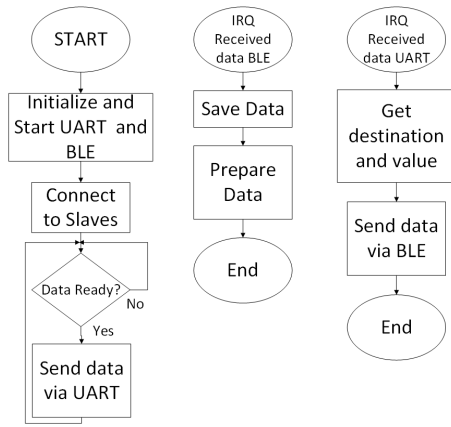 START
Initialize and
Start UART and
BLE
Connect
to Slaves
Data Ready?
No
Yes
Send data
via UART
IRQ
Received
data BLE
Save Data
Prepare
Data
End
IRQ
Received
data UART
Get
destination
and value
Send data
via BLE
End